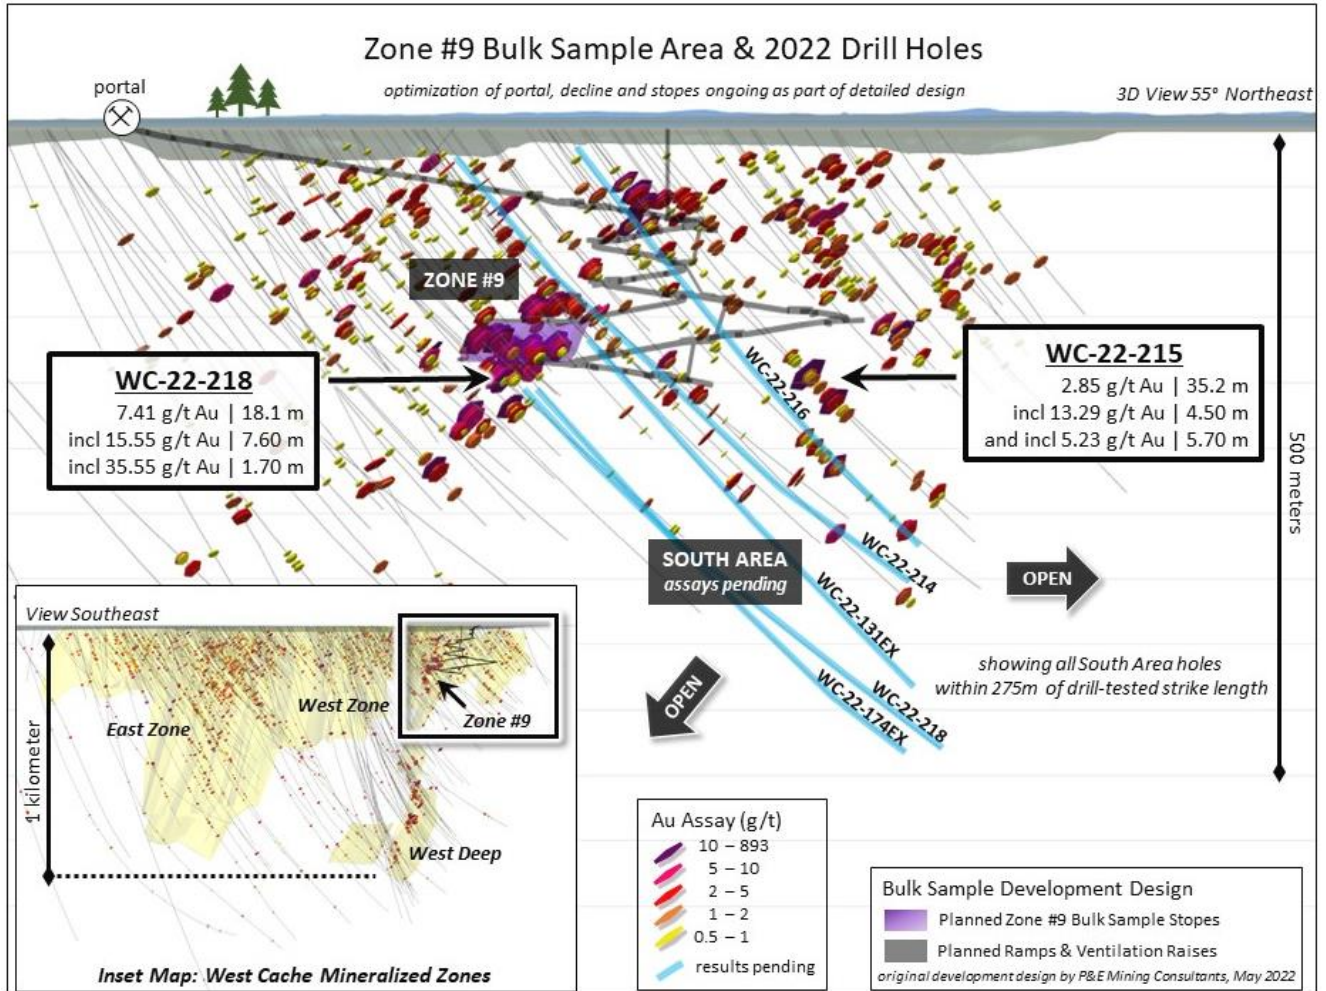 Zone #9 Bulk Sample Area & 2022 Drill Holes
optimization of portal, decline and stopes ongoing as part of detailed design
portal
3D View 55° Northeast
ZONE #9
WC-22-218
7.41 g/t Au | 18.1 m
incl 15.55 g/t Au | 7.60 m
incl 35.55 g/t Au | 1.70 m
WC-22-215
2.85 g/t Au | 35.2 m
incl 13.29 g/t Au | 4.50 m
and incl 5.23 g/t Au | 5.70 m
WC-22-216
500 meters
SOUTH AREA
assays pending
WC-22-214
OPEN
WC-22-131EX
showing all South Area holes
within 275m of drill-tested strike length
OPEN
WC-22-218
WC-22-174EX
View Southeast
1 kilometer
East Zone
West Zone
Zone #9
West Deep
Inset Map: West Cache Mineralized Zones
Au Assay (g/t)
10 – 893
5 – 10
2 – 5
1 – 2
0.5 – 1
results pending
Bulk Sample Development Design
Planned Zone #9 Bulk Sample Stopes
Planned Ramps & Ventilation Raises
original development design by P&E Mining Consultants, May 2022